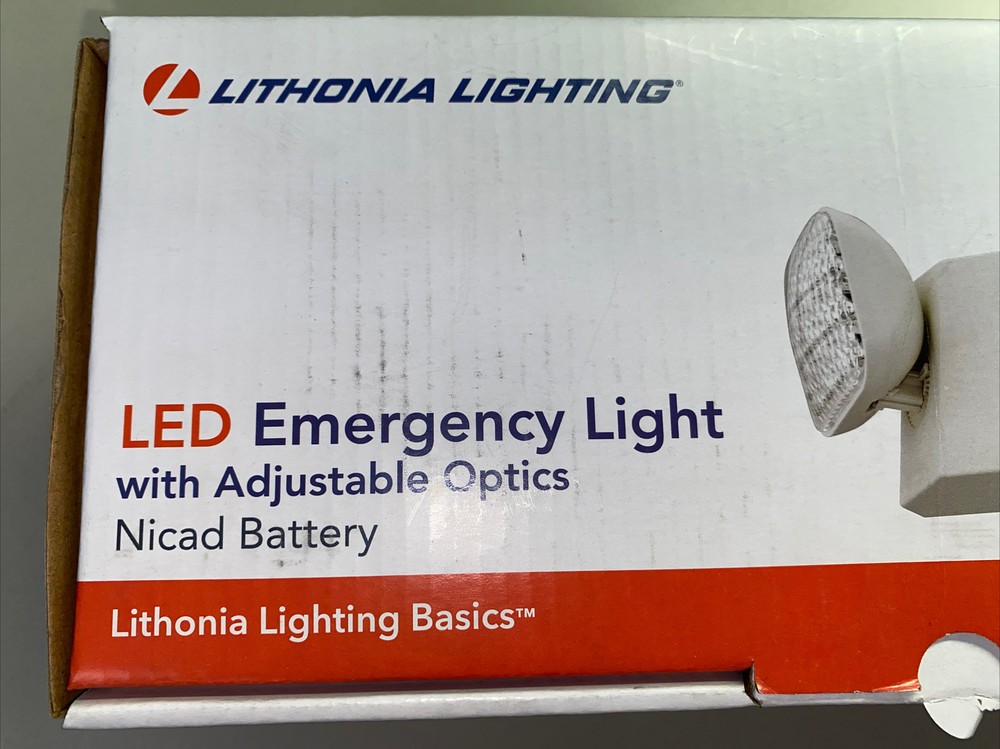 LITHONIA LIGHTING®
LED Emergency Light
with Adjustable Optics
Nicad Battery
Lithonia Lighting Basics™